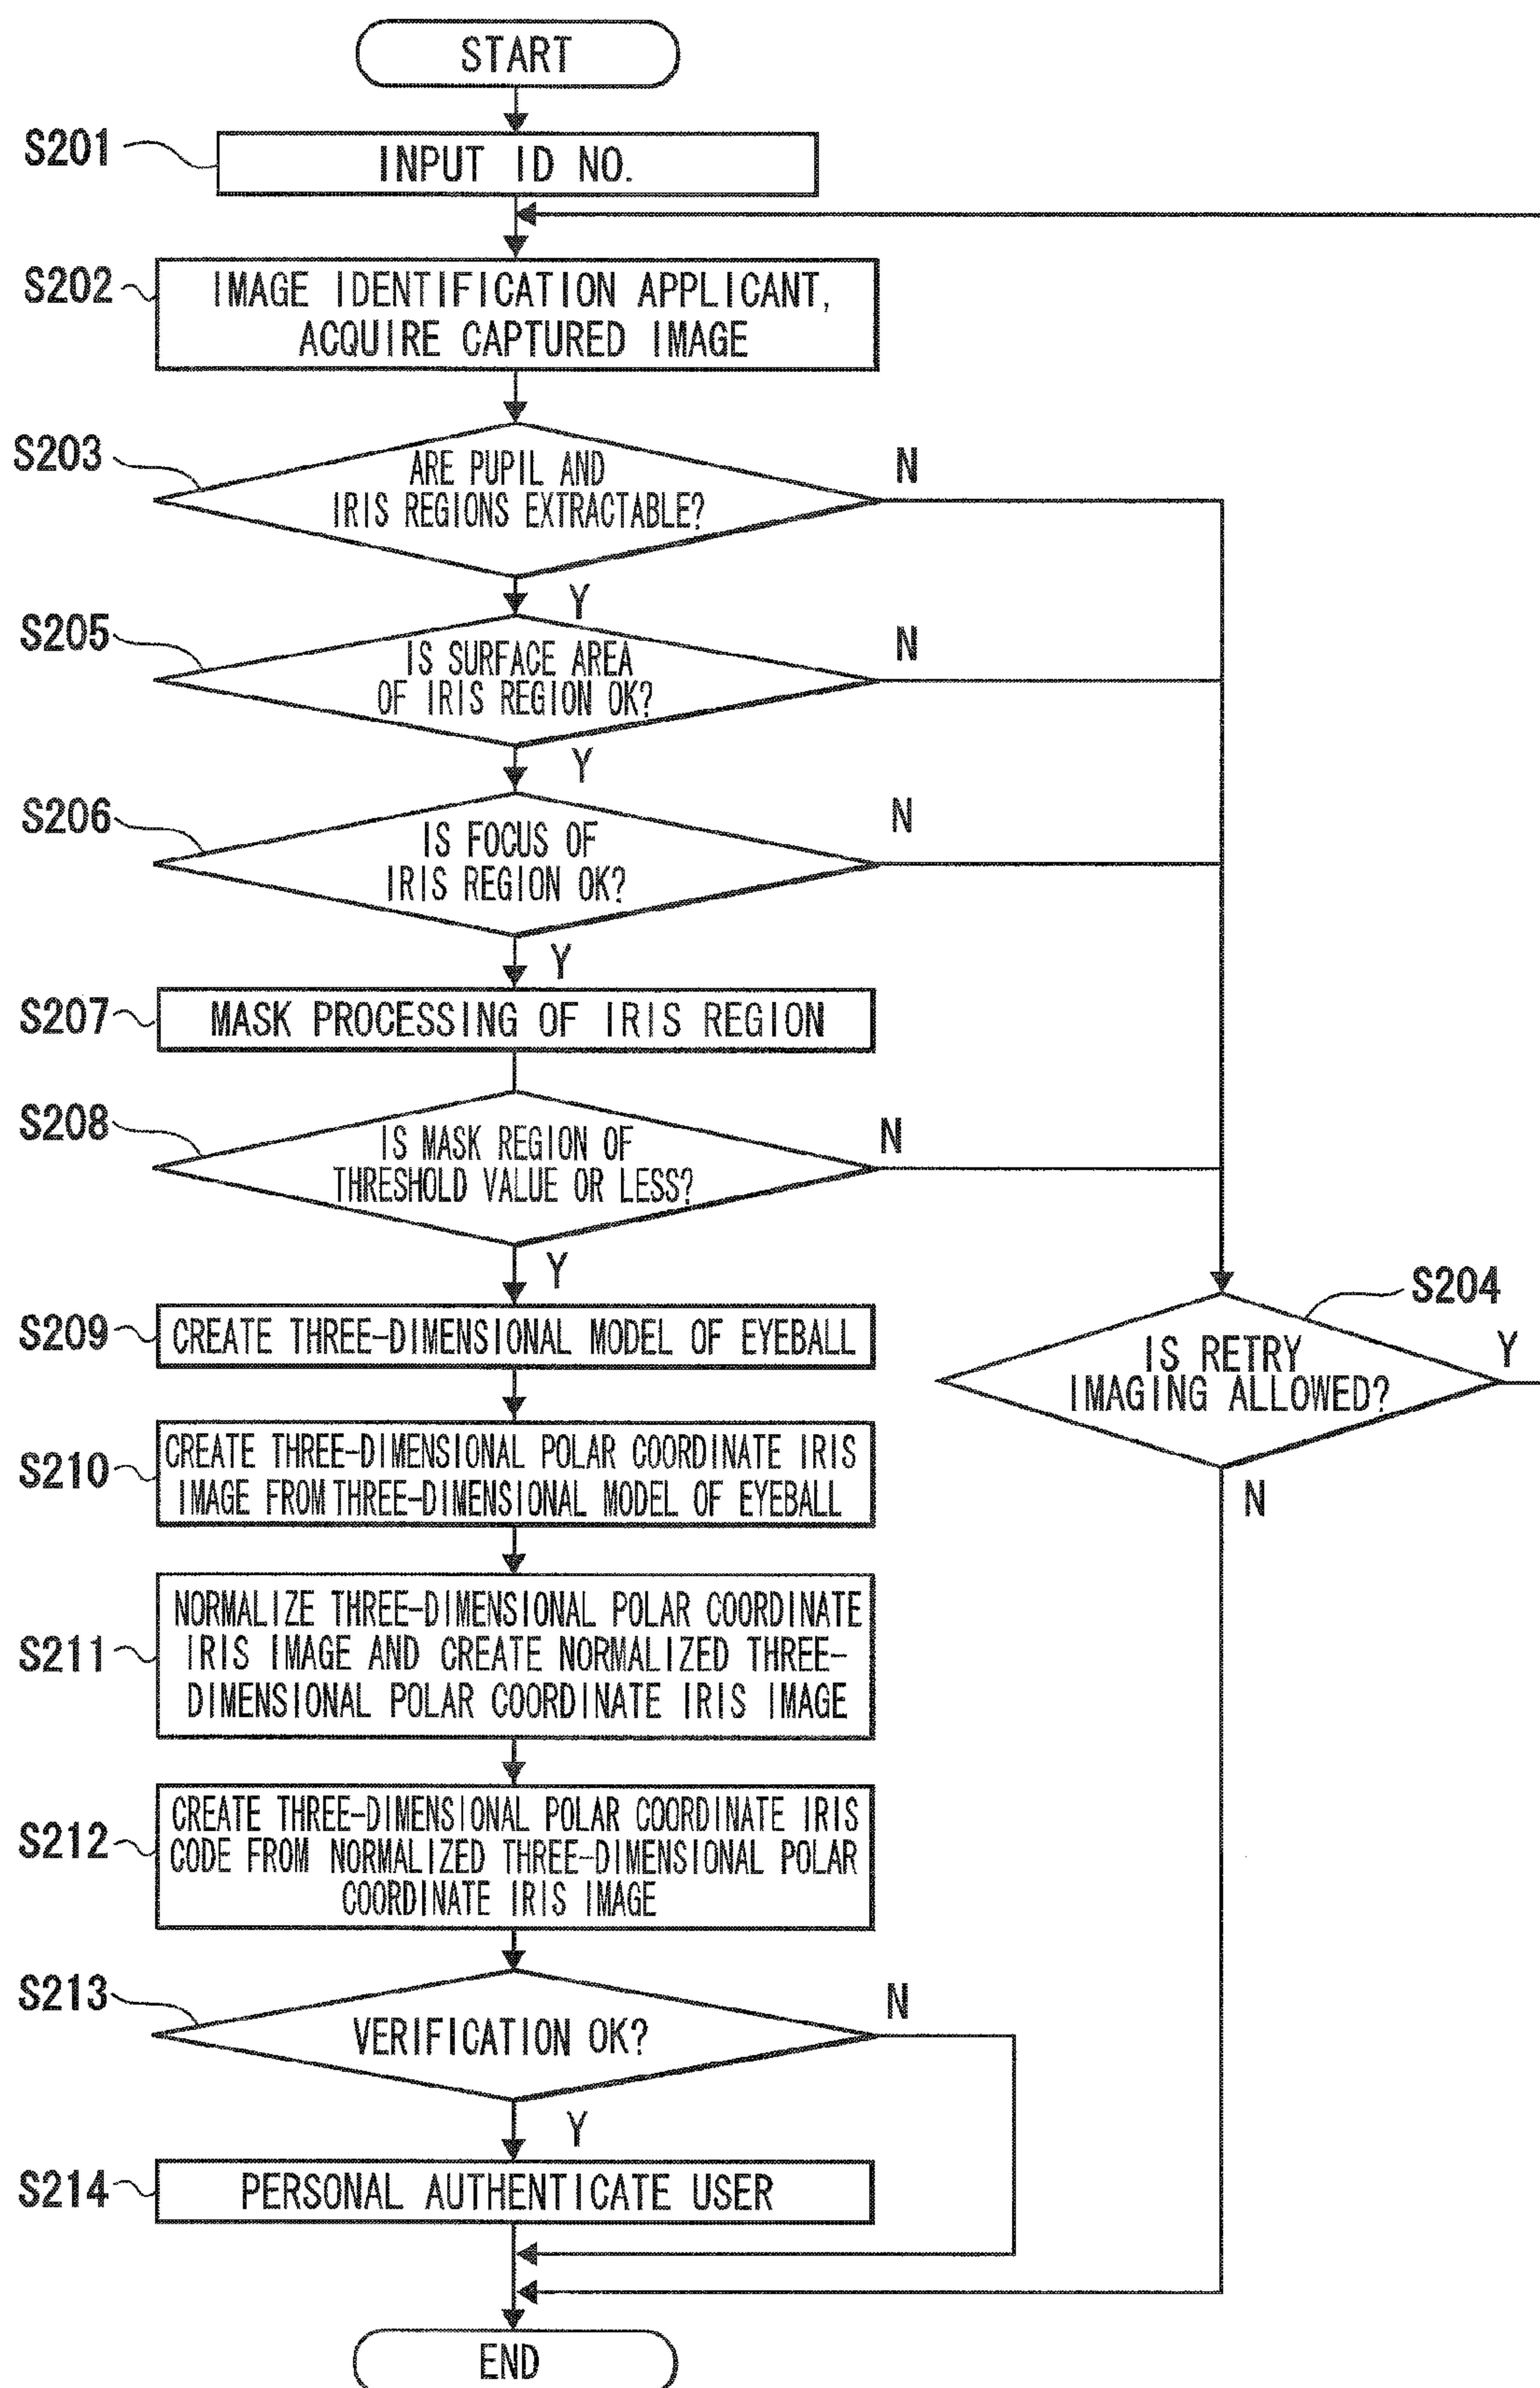 START
S201
INPUT ID NO.
S202
IMAGE IDENTIFICATION APPLICANT,
ACQUIRE CAPTURED IMAGE
S203
ARE PUPIL AND
IRIS REGIONS EXTRACTABLE?
N
Y
S205
IS SURFACE AREA
OF IRIS REGION OK?
N
Y
S206
IS FOCUS OF
IRIS REGION OK?
N
Y
S207
MASK PROCESSING OF IRIS REGION
S208
IS MASK REGION OF
THRESHOLD VALUE OR LESS?
N
Y
S204
IS RETRY
IMAGING ALLOWED?
Y
N
S209
CREATE THREE-DIMENSIONAL MODEL OF EYEBALL
S210
CREATE THREE-DIMENSIONAL POLAR COORDINATE IRIS
IMAGE FROM THREE-DIMENSIONAL MODEL OF EYEBALL
S211
NORMALIZE THREE-DIMENSIONAL POLAR COORDINATE
IRIS IMAGE AND CREATE NORMALIZED THREE-
DIMENSIONAL POLAR COORDINATE IRIS IMAGE
S212
CREATE THREE-DIMENSIONAL POLAR COORDINATE IRIS
CODE FROM NORMALIZED THREE-DIMENSIONAL POLAR
COORDINATE IRIS IMAGE
S213
VERIFICATION OK?
N
Y
S214
PERSONAL AUTHENTICATE USER
END